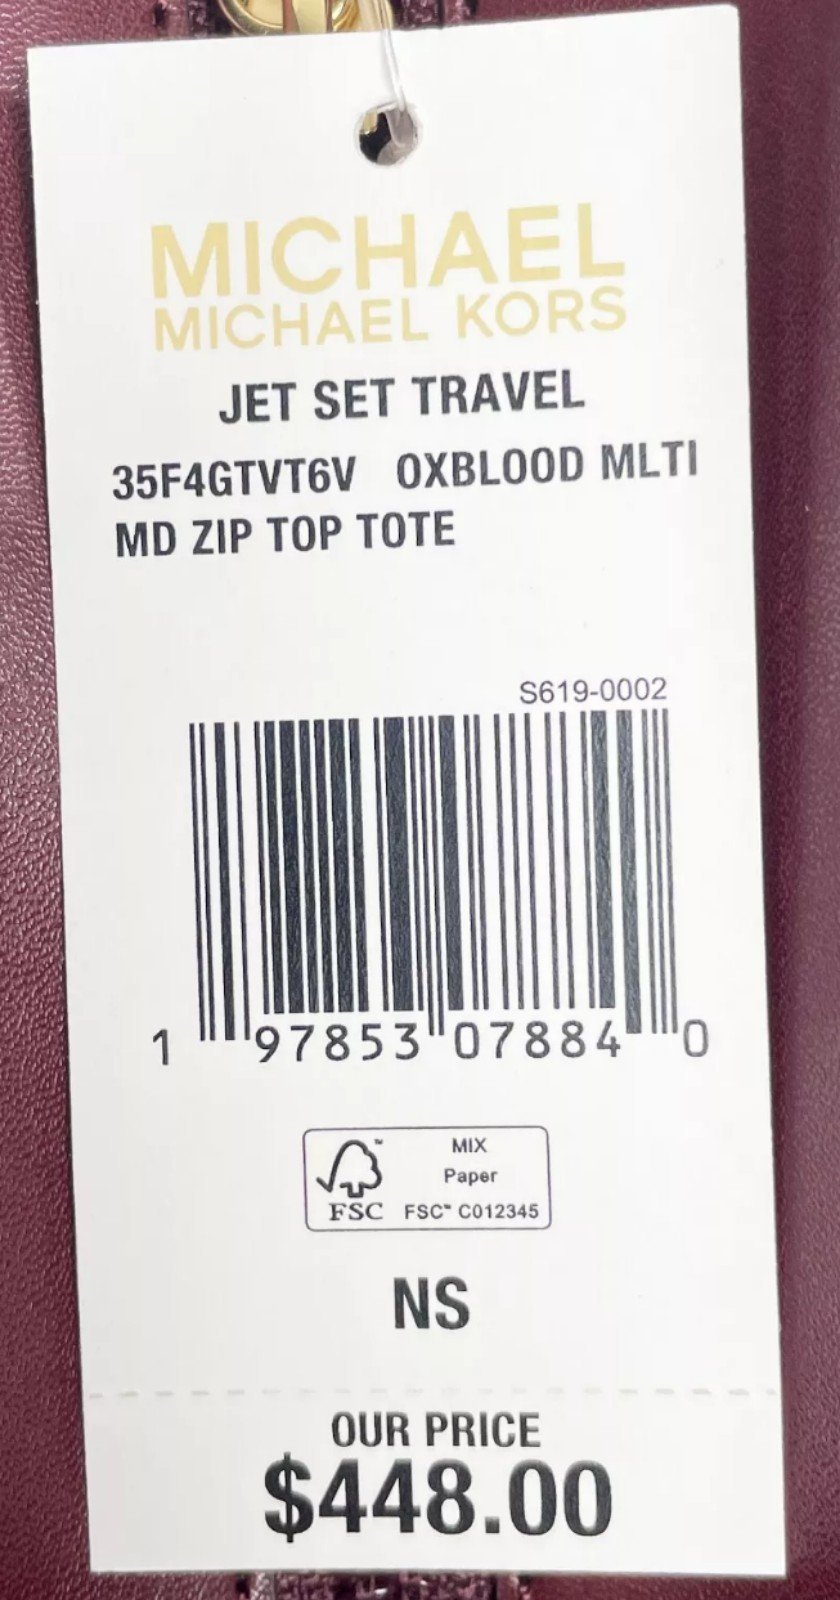 MICHAEL
MICHAEL KORS
JET SET TRAVEL
35F4GTVT6V OXBLOOD MLTI
MD ZIP TOP TOTE
S619-0002
1 97853 07884 0
MIX
Paper
FSC FSC™ C012345
NS
OUR PRICE
$448.00